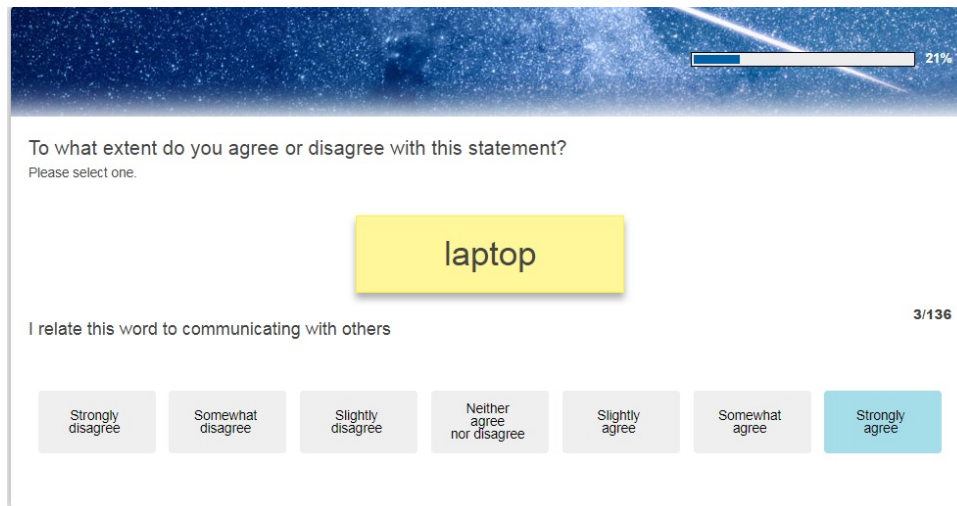 21%
To what extent do you agree or disagree with this statement?
Please select one.
laptop
3/136
I relate this word to communicating with others
Strongly
disagree
Somewhat
disagree
Slightly
disagree
Neither
agree
nor disagree
Slightly
agree
Somewhat
agree
Strongly
agree